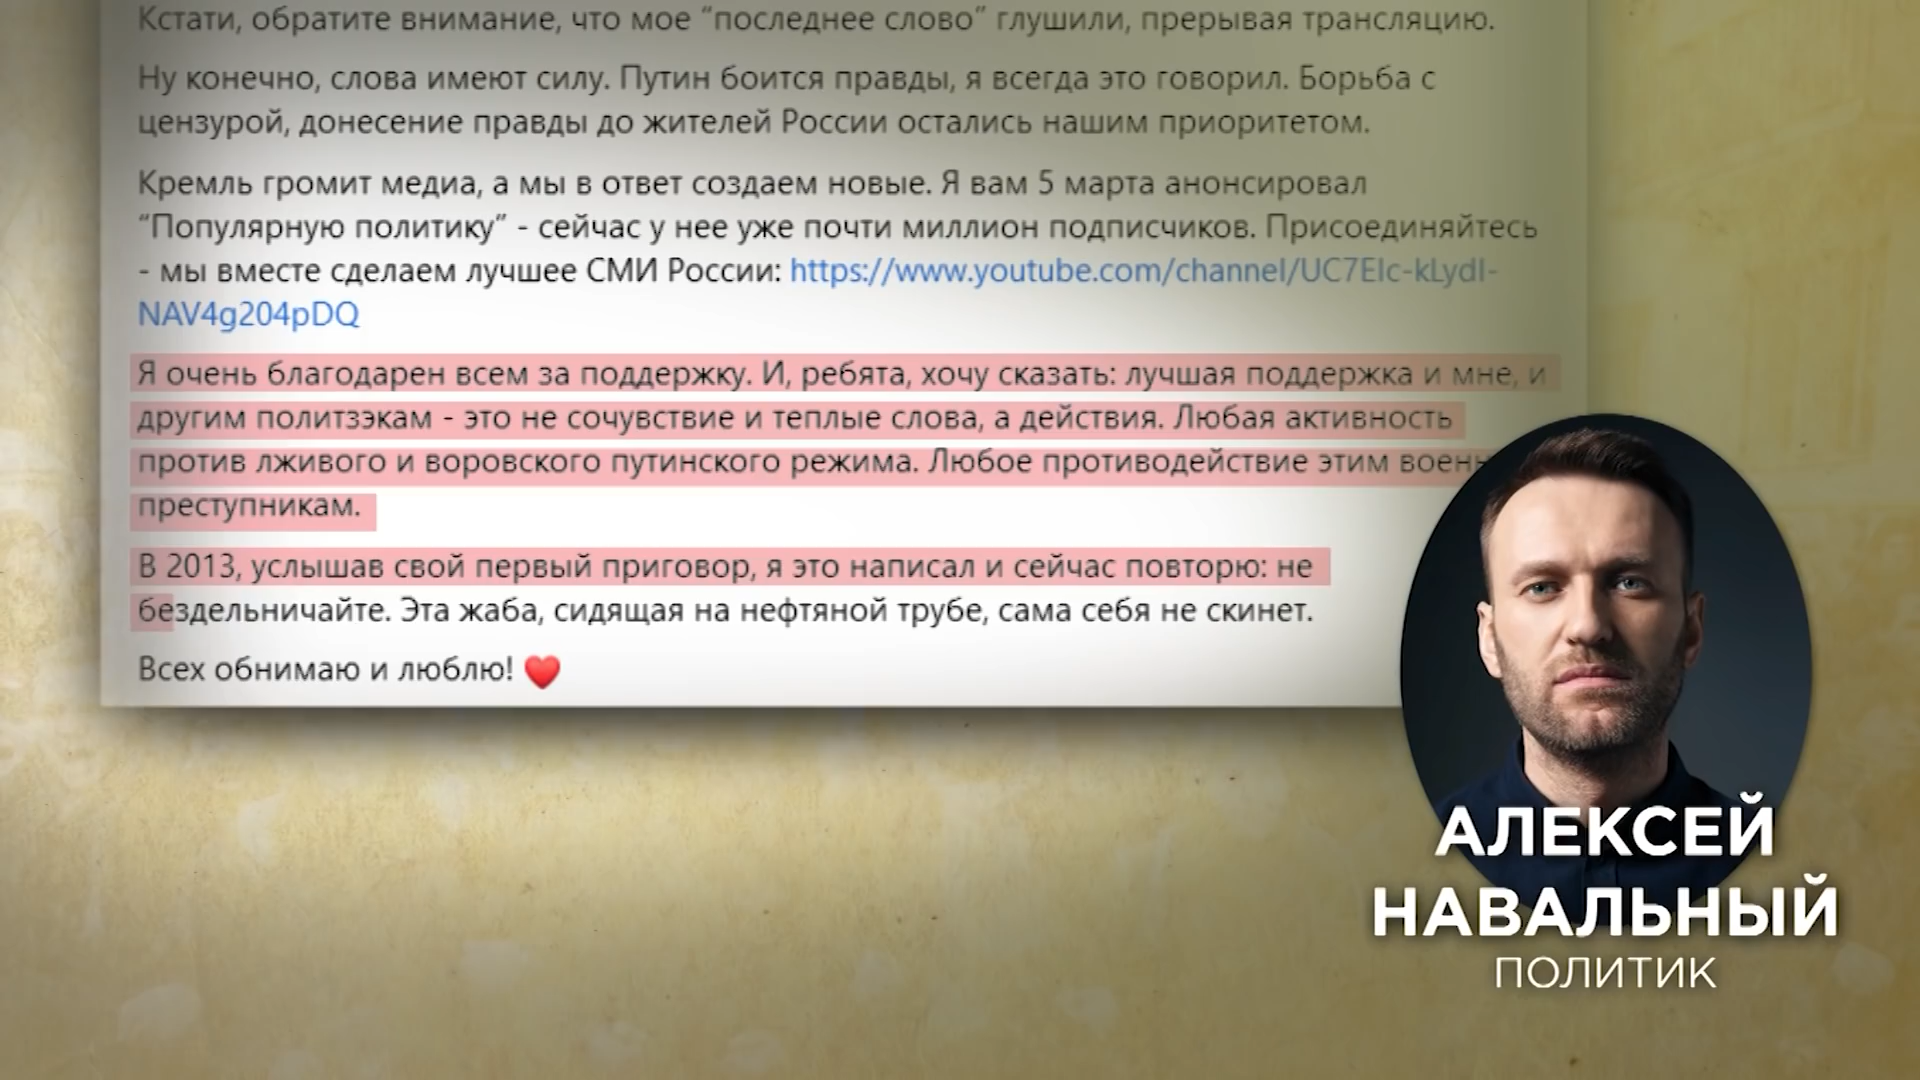 Кстати, обратите внимание, что мое “последнее слово” глушили, прерывая трансляцию.
Ну конечно, слова имеют силу. Путин боится правды, я всегда это говорил. Борьба с
цензурой, донесение правды до жителей России остались нашим приоритетом.
Кремль громит медиа, а мы в ответ создаем новые. Я вам 5 марта анонсировал
“Популярную политику” - сейчас у нее уже почти миллион подписчиков. Присоединяйтесь
- мы вместе сделаем лучшее СМИ России: https://www.youtube.com/channel/UC7Elc-kLydl-
NAV4g204pDQ
Я очень благодарен всем за поддержку. И, ребята, хочу сказать: лучшая поддержка и мне, и
другим политзэкам - это не сочувствие и теплые слова, а действия. Любая активность
против лживого и воровского путинского режима. Любое противодействие этим военн
преступникам.
В 2013, услышав свой первый приговор, я это написал и сейчас повторю: не
бездельничайте. Эта жаба, сидящая на нефтяной трубе, сама себя не скинет.
Всех обнимаю и люблю! ❤️
АЛЕКСЕЙ
НАВАЛЬНЫЙ
ПОЛИТИК